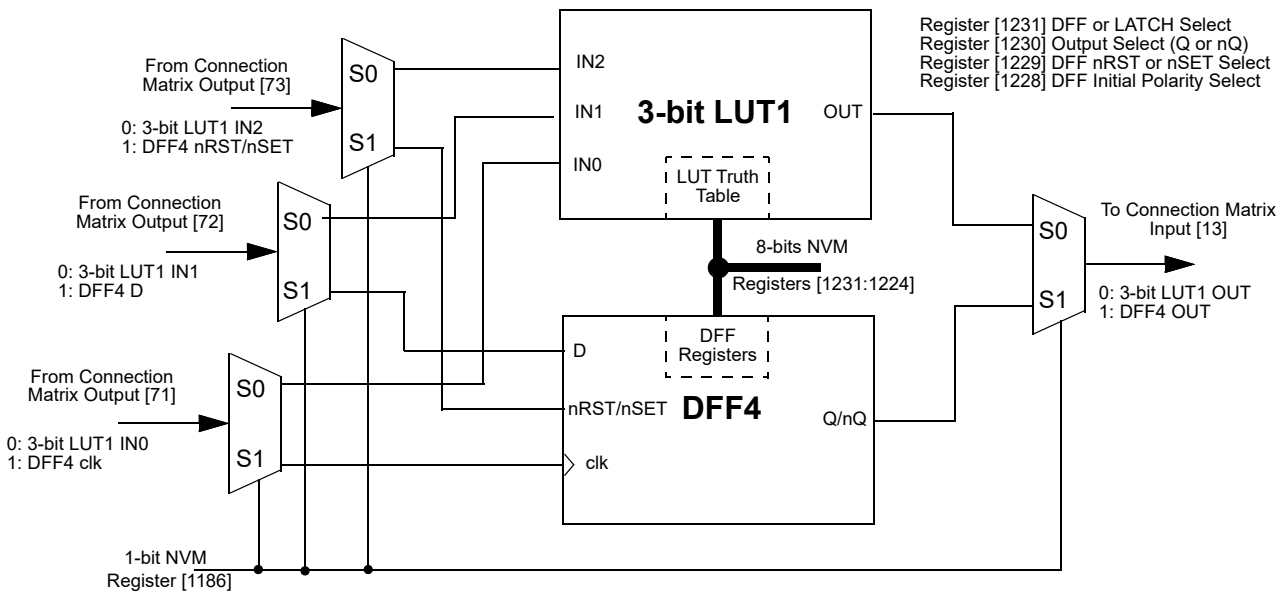 Register [1231] DFF or LATCH Select
Register [1230] Output Select (Q or nQ)
Register [1229] DFF nRST or nSET Select
Register [1228] DFF Initial Polarity Select
From Connection
Matrix Output [73]
0: 3-bit LUT1 IN2
1: DFF4 nRST/nSET
S0
S1
From Connection
Matrix Output [72]
0: 3-bit LUT1 IN1
1: DFF4 D
S0
S1
From Connection
Matrix Output [71]
0: 3-bit LUT1 IN0
1: DFF4 clk
S0
S1
IN2
IN1
IN0
3-bit LUT1
OUT
LUT Truth
Table
8-bits NVM
Registers [1231:1224]
DFF
Registers
D
nRST/nSET
clk
DFF4
Q/nQ
S0
S1
To Connection Matrix
Input [13]
0: 3-bit LUT1 OUT
1: DFF4 OUT
1-bit NVM
Register [1186]